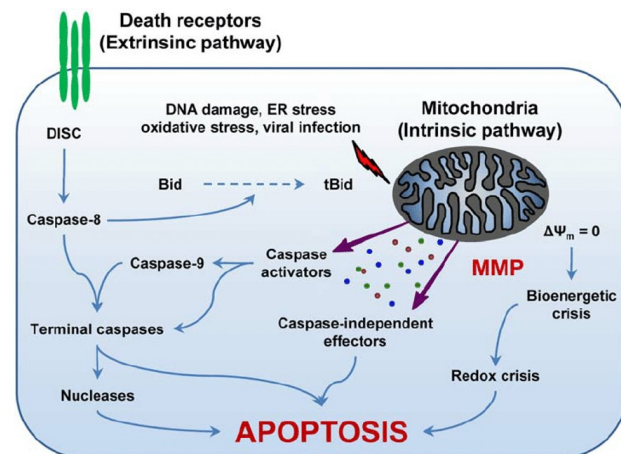 Death receptors
(Extrinsinc pathway)
DNA damage, ER stress
oxidative stress, viral infection
Mitochondria
(Intrinsic pathway)
DISC
Bid
tBid
Caspase-8
ΔΨm = 0
Caspase-9
Caspase
activators
MMP
Bioenergetic
crisis
Terminal caspases
Caspase-independent
effectors
Redox crisis
Nucleases
APOPTOSIS